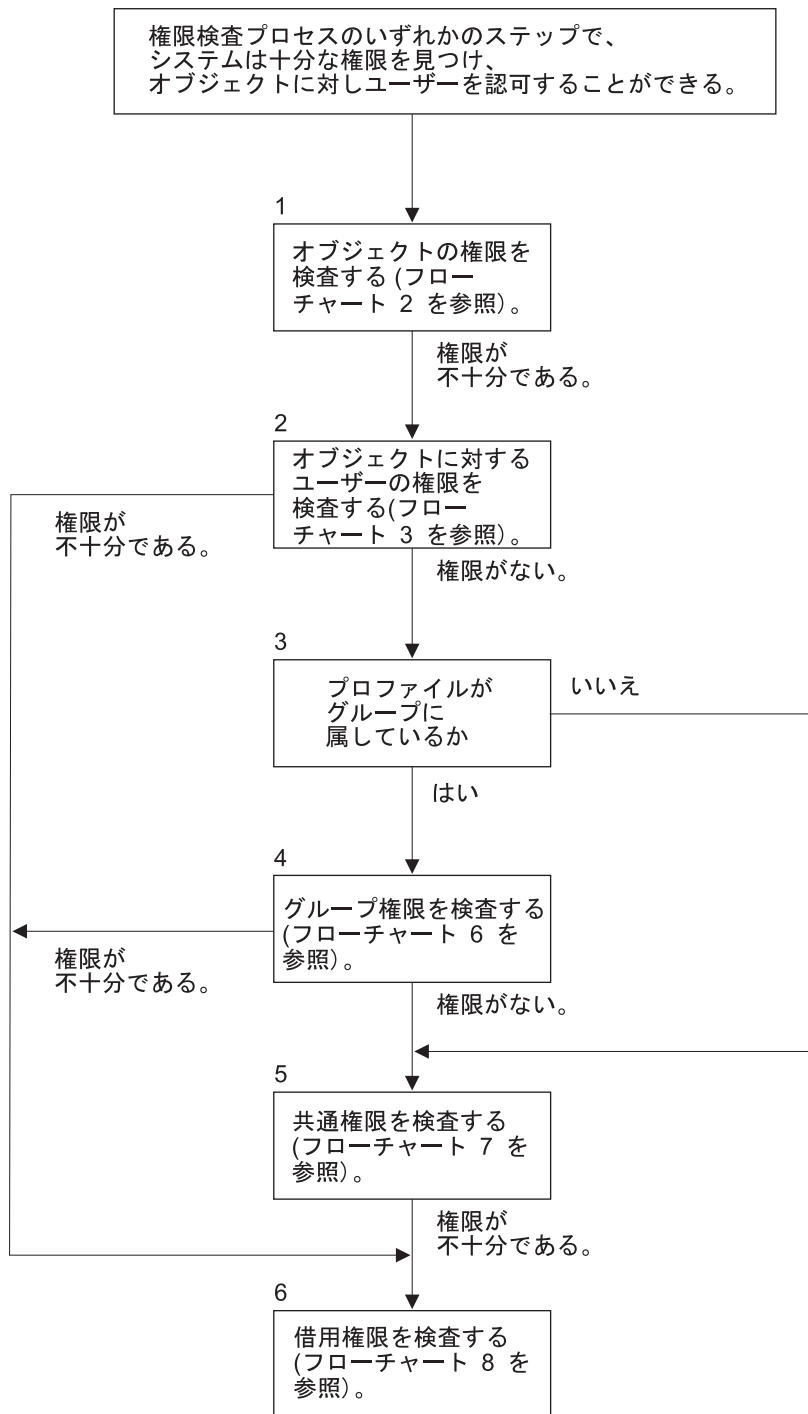 権限検査プロセスのいずれかのステップで、
システムは十分な権限を見つけ、
オブジェクトに対しユーザーを認可することができる。
1
オブジェクトの権限を
検査する (フロー
チャート 2 を参照)。
権限が
不十分である。
2
オブジェクトに対する
ユーザーの権限を
検査する(フロー
チャート 3 を参照)。
権限が
不十分である。
権限がない。
3
プロファイルが
グループに
属しているか
いいえ
はい
4
グループ権限を検査する
(フローチャート 6 を
参照)。
権限が
不十分である。
権限がない。
5
共通権限を検査する
(フローチャート 7 を
参照)。
権限が
不十分である。
6
借用権限を検査する
(フローチャート 8 を
参照)。